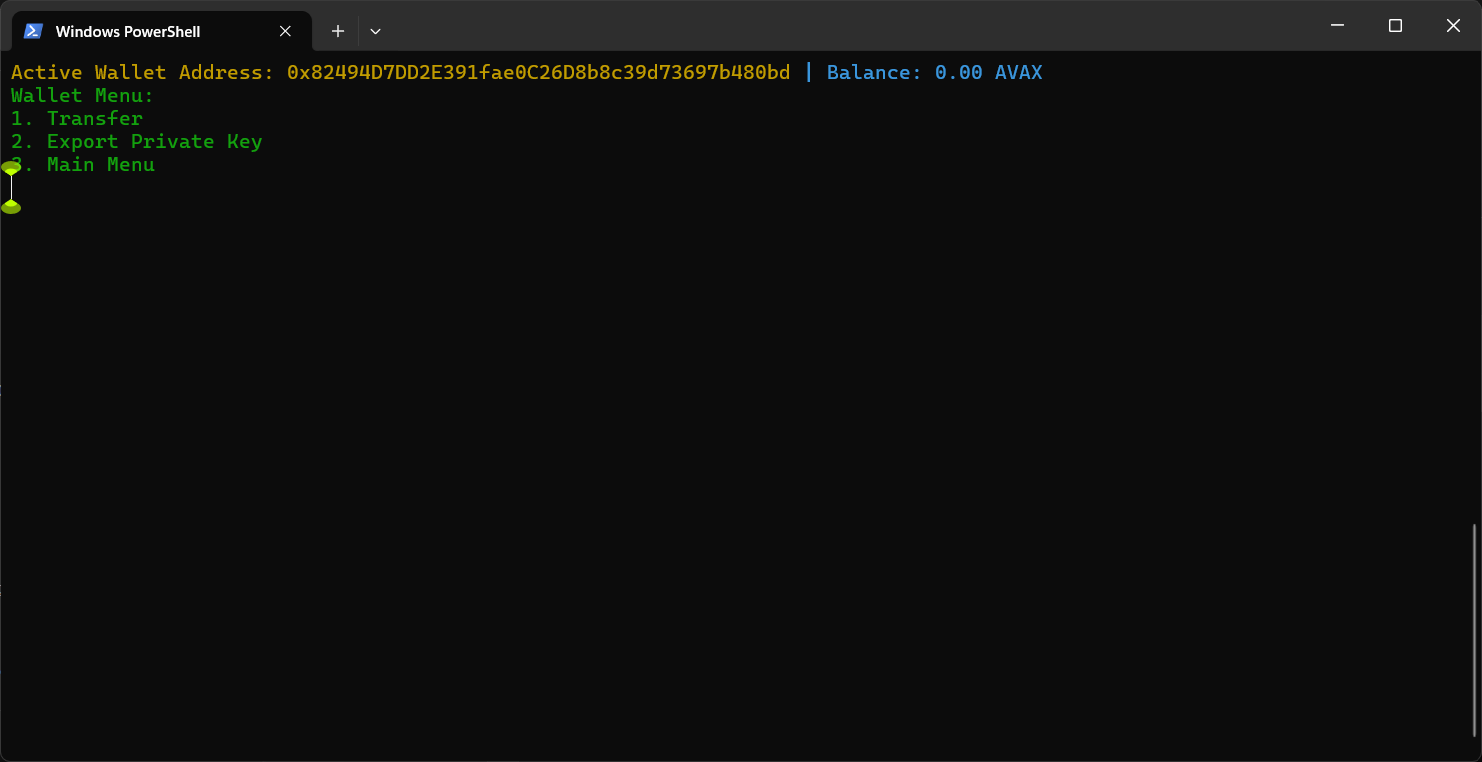 Windows PowerShell
Active Wallet Address: 0x82494D7DD2E391fae0C26D8b8c39d73697b480bd | Balance: 0.00 AVAX
Wallet Menu:
1. Transfer
2. Export Private Key
3. Main Menu